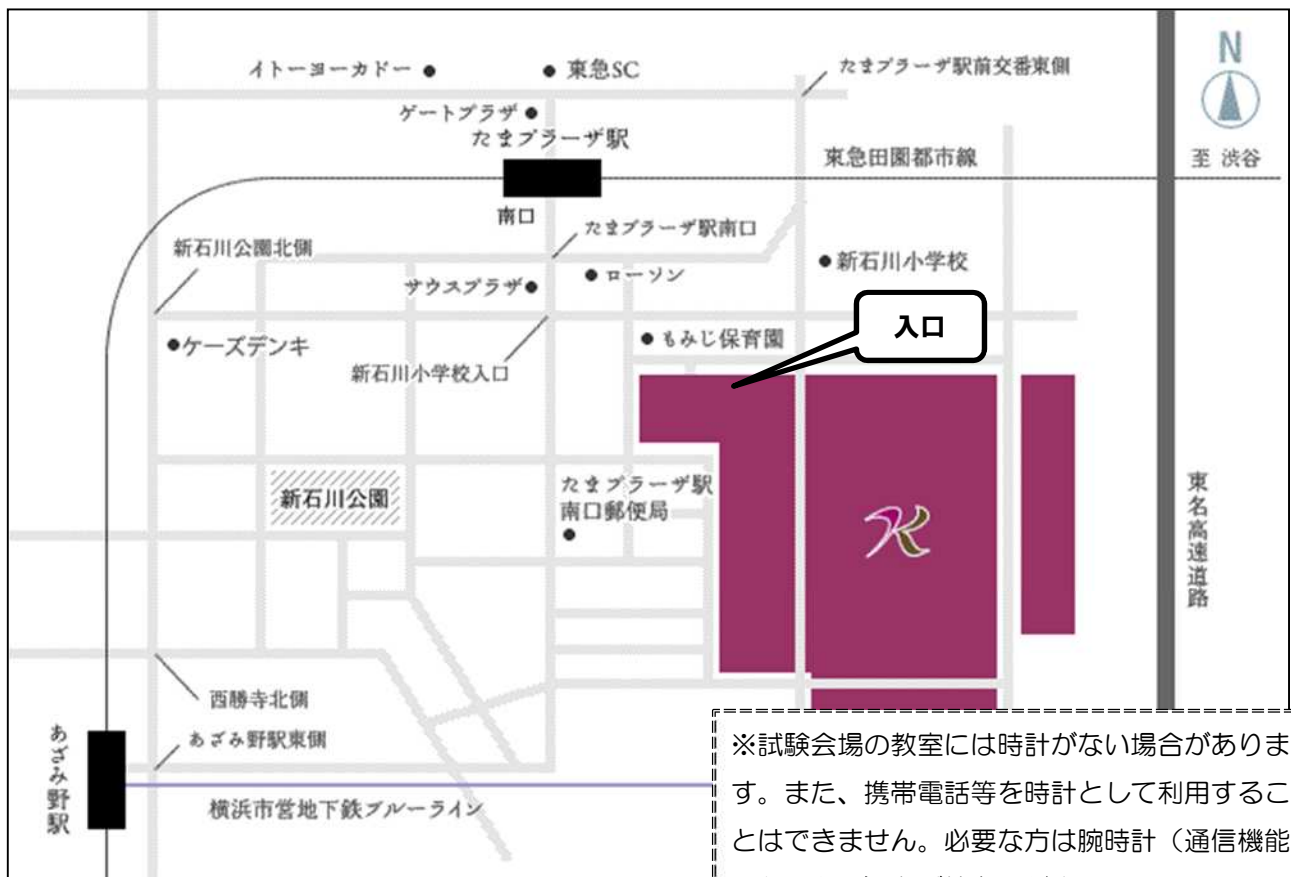 N
イトーヨーカドー
東急SC
たまプラーザ駅前交番東側
ゲートプラザ
たまプラーザ駅
東急田園都市線
至 渋谷
南口
たまプラーザ駅南口
新石川公園北側
新石川小学校
サウスプラザ
ローソン
入口
ケーズデンキ
もみじ保育園
新石川小学校入口
たまプラーザ駅
南口郵便局
新石川公園
東名高速道路
西勝寺北側
あざみ野駅東側
あざみ野駅
横浜市営地下鉄ブルーライン
※試験会場の教室には時計がない場合がありま
す。また、携帯電話等を時計として利用するこ
とはできません。必要な方は腕時計（通信機能